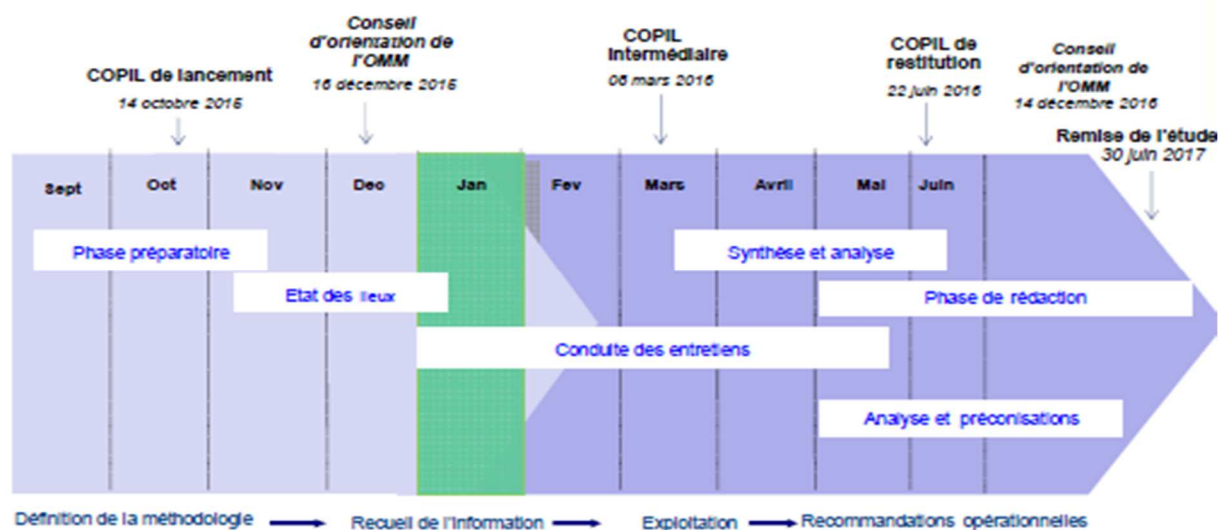 Conseil
d'orientation de
l'OMM
16 décembre 2015
COPIL de lancement
14 octobre 2015
COPIL
Intermédiaire
06 mars 2016
COPIL de
restitution
22 juin 2016
Conseil
d'orientation de
l'OMM
14 décembre 2016
Remise de l'étude
30 juin 2017
Sept Oct Nov Dec Jan Fev Mars Avril Mai Juin
Phase préparatoire
Synthèse et analyse
Etat des lieux
Phase de rédaction
Conduite des entretiens
Analyse et préconisations
Définition de la méthodologie Recueil de l'Information Exploitation Recommandations opérationnelles